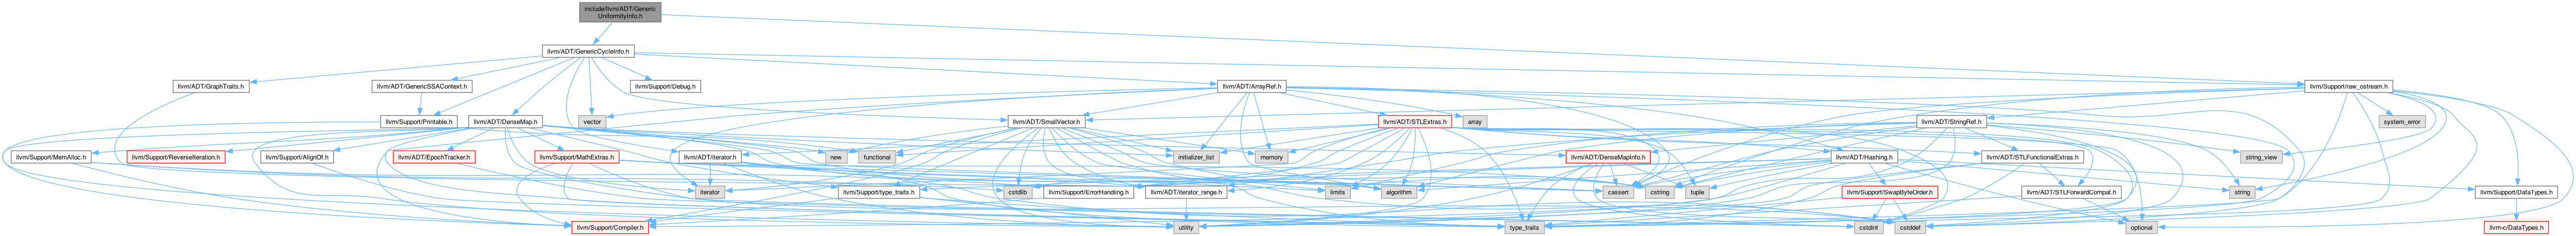 include/llvm/ADT/Generic
UniformityInfo.h
llvm/ADT/GenericCycleInfo.h
llvm/ADT/GraphTraits.h
llvm/ADT/GenericSSAContext.h
llvm/Support/Debug.h
llvm/ADT/ArrayRef.h
llvm/Support/raw_ostream.h
llvm/Support/Printable.h
llvm/ADT/DenseMap.h
vector
llvm/ADT/SmallVector.h
llvm/ADT/STLExtras.h
array
llvm/ADT/StringRef.h
system_error
llvm/Support/MemAlloc.h
llvm/Support/ReverseIteration.h
llvm/Support/AlignOf.h
llvm/ADT/EpochTracker.h
llvm/Support/MathExtras.h
llvm/ADT/iterator.h
new
functional
initializer_list
memory
llvm/ADT/DenseMapInfo.h
llvm/ADT/Hashing.h
llvm/ADT/STLFunctionalExtras.h
string_view
iterator
llvm/Support/type_traits.h
cstdlib
llvm/Support/ErrorHandling.h
llvm/ADT/iterator_range.h
limits
algorithm
cassert
cstring
tuple
llvm/Support/SwapByteOrder.h
llvm/ADT/STLForwardCompat.h
string
llvm/Support/DataTypes.h
llvm/Support/Compiler.h
utility
type_traits
cstdint
cstddef
optional
llvm-c/DataTypes.h